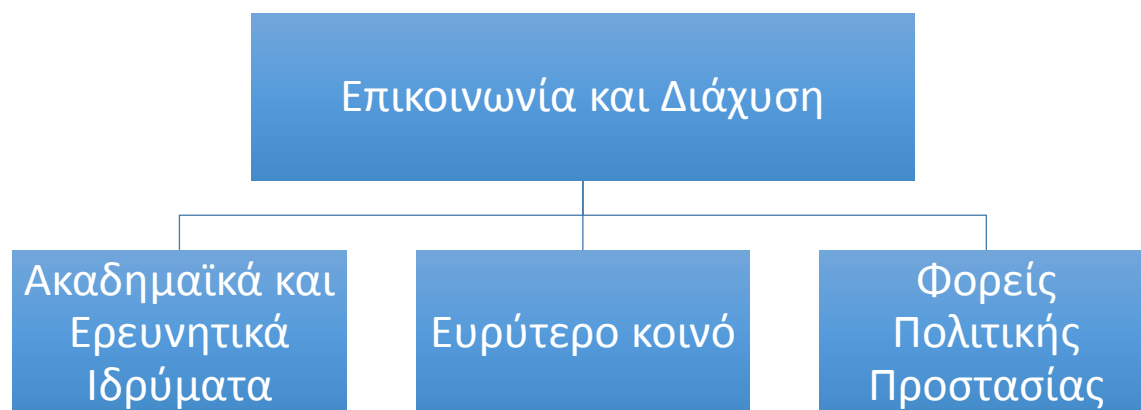 Επικοινωνία και Διάχυση
Ακαδημαϊκά και
Ερευνητικά
Ιδρύματα
Ευρύτερο κοινό
Φορείς
Πολιτικής
Προστασίας